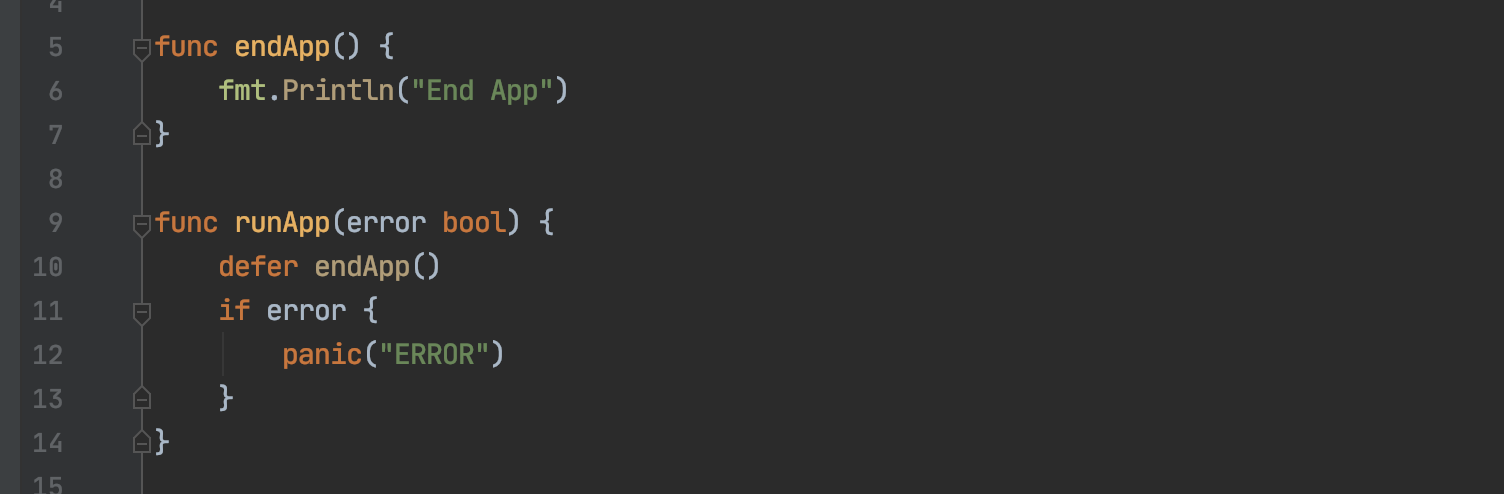 4
5 func endApp() {
6 fmt.Println("End App")
7 }
8
9 func runApp(error bool) {
10 defer endApp()
11 if error {
12 panic("ERROR")
13 }
14 }
15